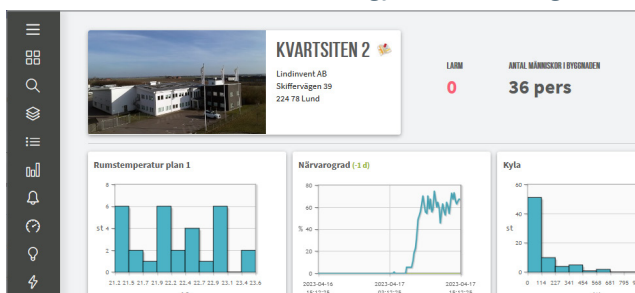 KVARTSITEN 2
Lindinvent AB
Skiffervägen 39
224 78 Lund
LARM
0
ANTAL MÄNNISKOR I BYGGNADEN
36 pers
Rumstemperatur plan 1
8
6
st 4
2
0
21.2 21.5 21.7 21.9 22.2 22.4 22.7 22.9 23.1 23.4 23.6
Närvarograd (-1 d)
80
60
st
40
20
0
2023-04-16
2023-04-17
2023-04-17
Kyla
60
40
st
20
0
0 114 227 341 454 568 681 795